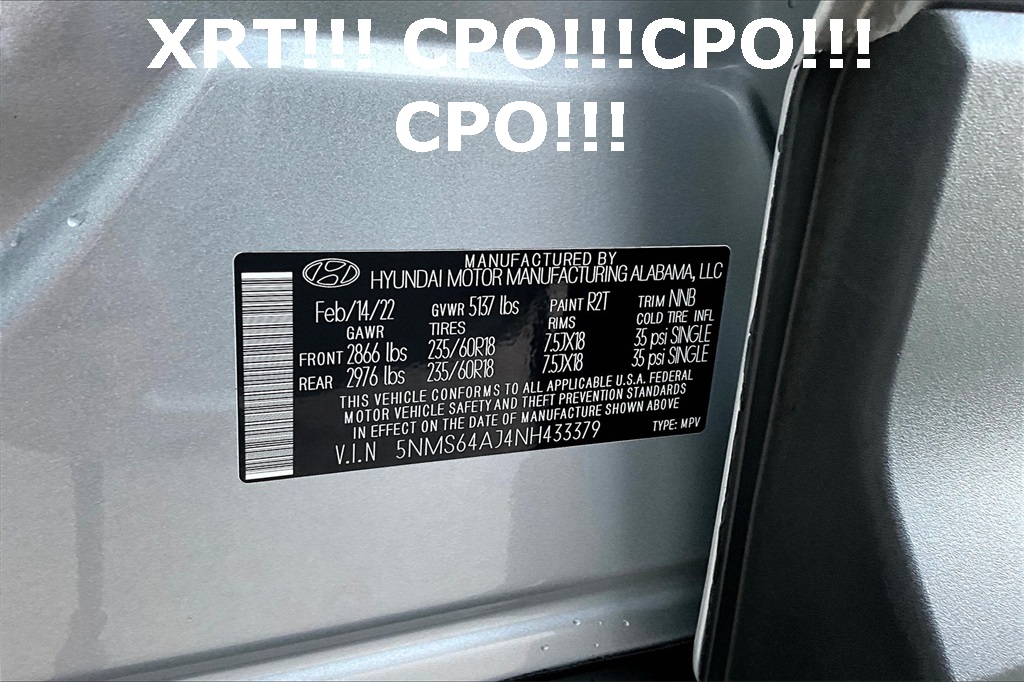 XRT!!! CPO!!!CPO!!!
CPO!!!
MANUFACTURED BY
HYUNDAI MOTOR MANUFACTURING ALABAMA, LLC
Feb/14/22 GVWR 5137 lbs PAINT R2T TRIM NNB
GAWR TIRES RIMS COLD TIRE INFL
FRONT 2866 lbs 235/60R18 7.5JX18 35 psi SINGLE
REAR 2976 lbs 235/60R18 7.5JX18 35 psi SINGLE
THIS VEHICLE CONFORMS TO ALL APPLICABLE U.S.A. FEDERAL
MOTOR VEHICLE SAFETY AND THEFT PREVENTION STANDARDS
IN EFFECT ON THE DATE OF MANUFACTURE SHOWN ABOVE
V.I.N 5NMS64AJ4NH433379 TYPE: MPV